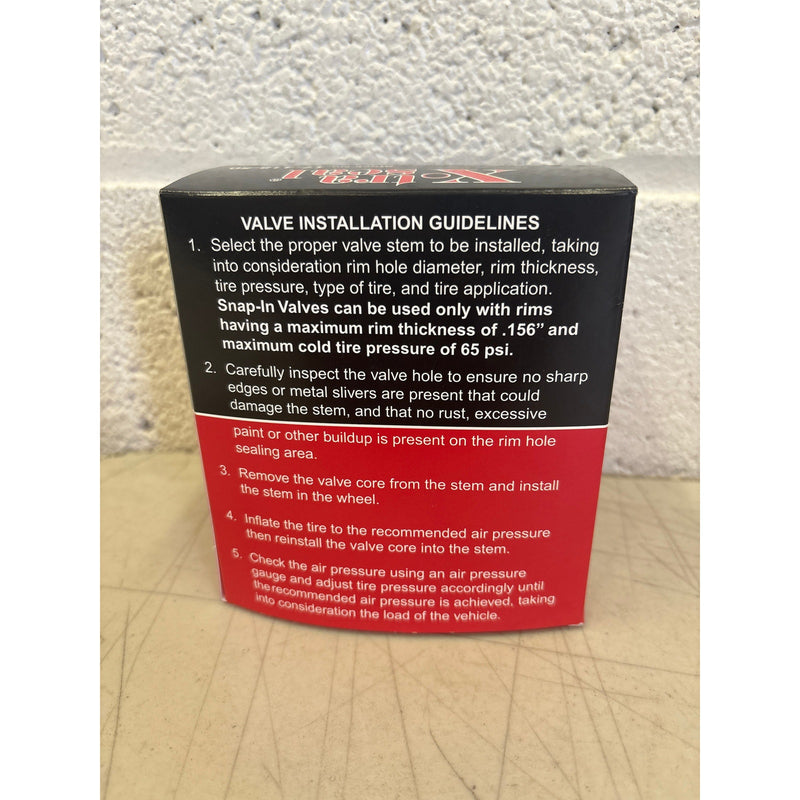 Xtra
Seal
®
VALVE INSTALLATION GUIDELINES
1. Select the proper valve stem to be installed, taking
into consideration rim hole diameter, rim thickness,
tire pressure, type of tire, and tire application.
Snap-In Valves can be used only with rims
having a maximum rim thickness of .156” and
maximum cold tire pressure of 65 psi.
2. Carefully inspect the valve hole to ensure no sharp
edges or metal slivers are present that could
damage the stem, and that no rust, excessive
paint or other buildup is present on the rim hole
sealing area.
3. Remove the valve core from the stem and install
the stem in the wheel.
4. Inflate the tire to the recommended air pressure
then reinstall the valve core into the stem.
5. Check the air pressure using an air pressure
gauge and adjust tire pressure accordingly until
the recommended air pressure is achieved, taking
into consideration the load of the vehicle.